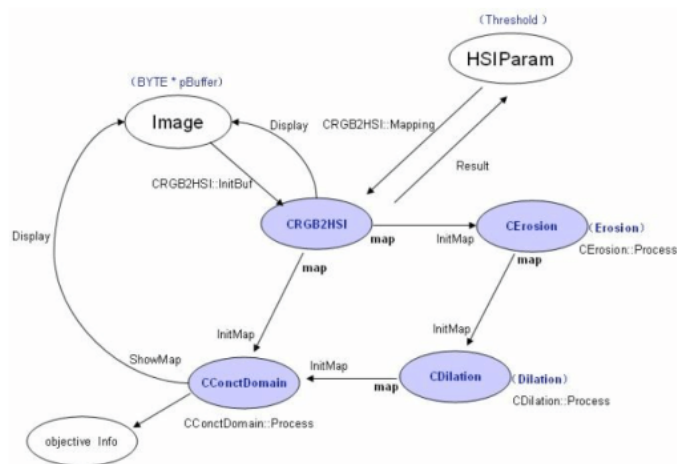 (Threshold )
HSIParam
(BYTE * pBuffer)
Image
Display
CRGB2HSI::Mapping
Result
CRGB2HSI::InitBuf
Display
CRGB2HSI
map
InitMap
CErosion
(Erosion)
CErosion::Process
map
map
InitMap
InitMap
ShowMap
InitMap
CConctDomain
map
CDilation
(Dilation)
CDilation::Process
CConctDomain::Process
objective Info